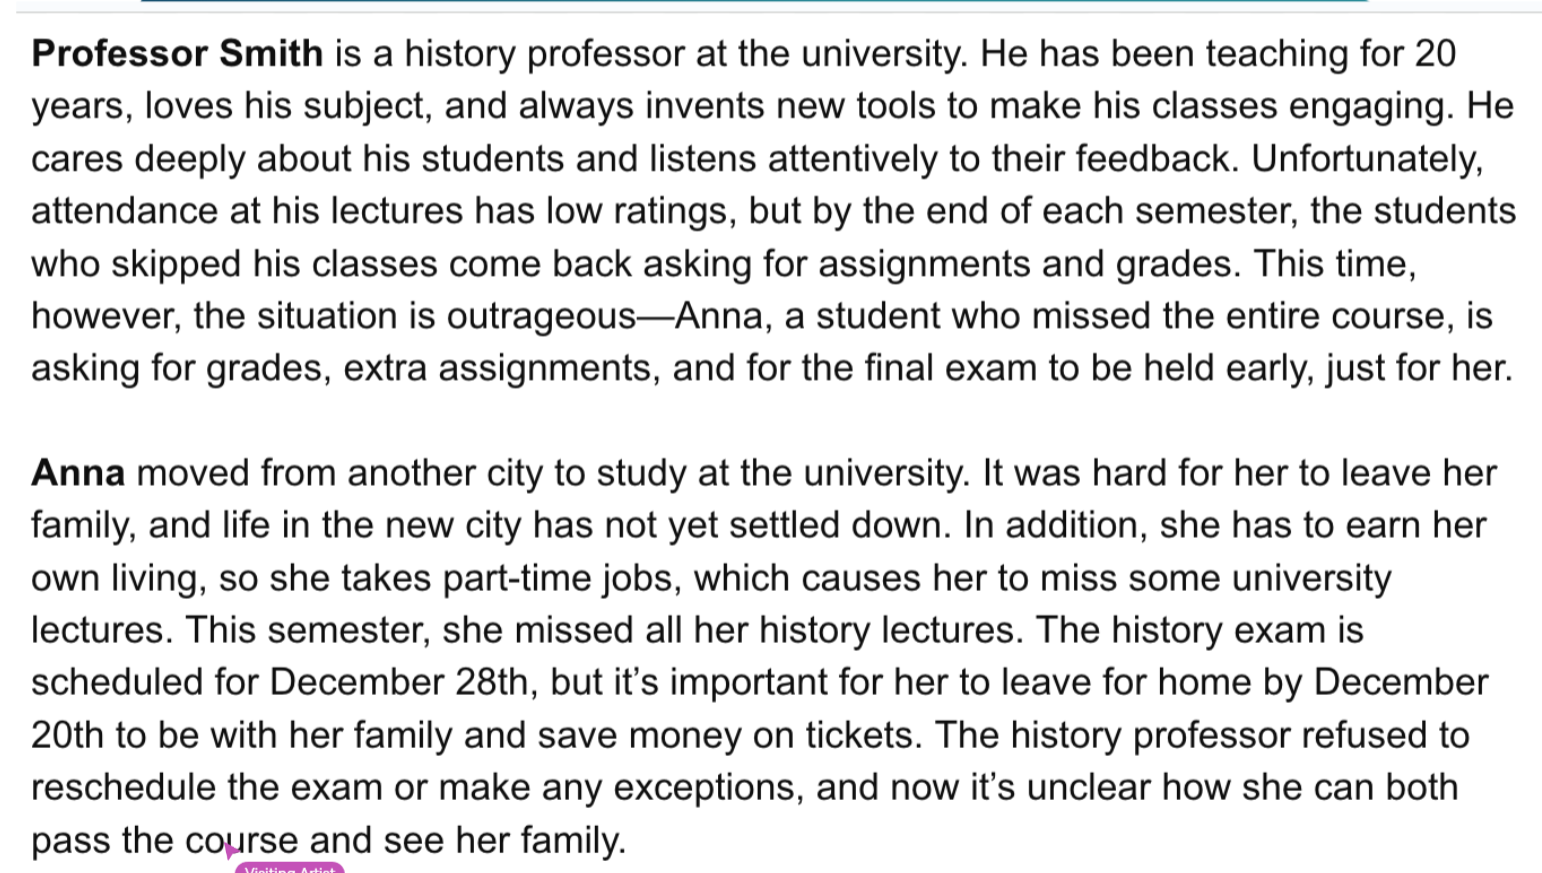 Professor Smith is a history professor at the university. He has been teaching for 20
years, loves his subject, and always invents new tools to make his classes engaging. He
cares deeply about his students and listens attentively to their feedback. Unfortunately,
attendance at his lectures has low ratings, but by the end of each semester, the students
who skipped his classes come back asking for assignments and grades. This time,
however, the situation is outrageous—Anna, a student who missed the entire course, is
asking for grades, extra assignments, and for the final exam to be held early, just for her.
Anna moved from another city to study at the university. It was hard for her to leave her
family, and life in the new city has not yet settled down. In addition, she has to earn her
own living, so she takes part-time jobs, which causes her to miss some university
lectures. This semester, she missed all her history lectures. The history exam is
scheduled for December 28th, but it’s important for her to leave for home by December
20th to be with her family and save money on tickets. The history professor refused to
reschedule the exam or make any exceptions, and now it’s unclear how she can both
pass the course and see her family.
Visiting Artist